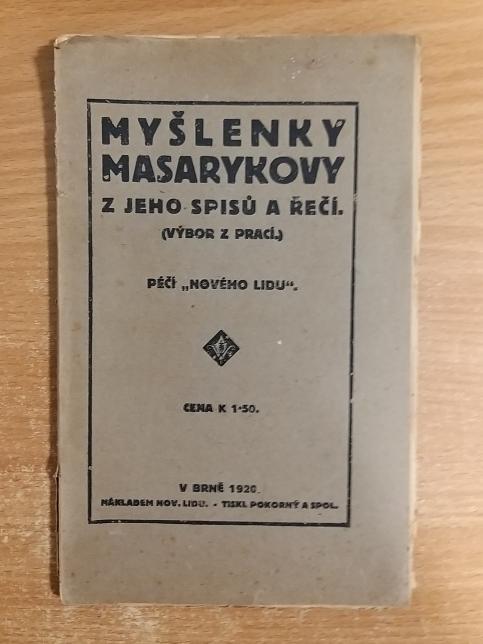 MYŠLENKY
MASARYKOVY
Z JEHO SPISŮ A ŘEČÍ.
(VÝBOR Z PRACÍ.)
PÉČÍ „NOVÉHO LIDU“.
CENA K 1·50.
V BRNĚ 1920.
NÁKLADEM NOV. LIDU. - TISKL POKORNÝ A SPOL.